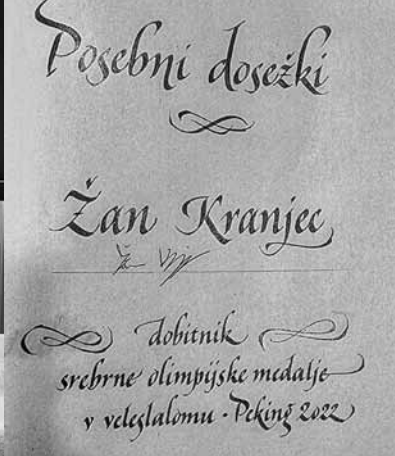 Posebni dosežki
Žan Kranjec
dobitnik
srebrne olimpijske medalje
v veleslalomu - Peking 2022